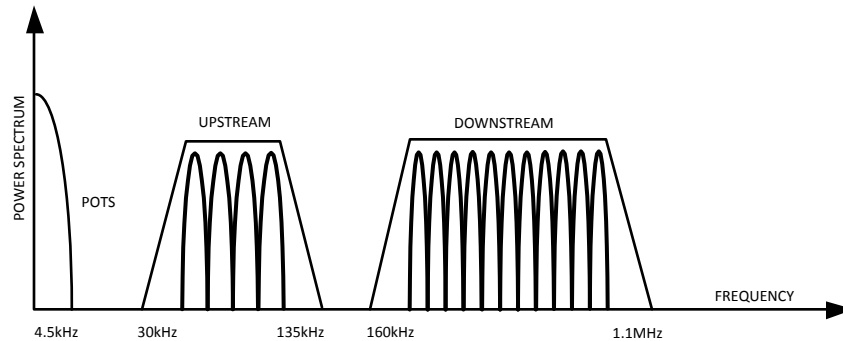 POWER SPECTRUM
UPSTREAM
DOWNSTREAM
POTS
FREQUENCY
4.5kHz 30kHz 135kHz 160kHz 1.1MHz